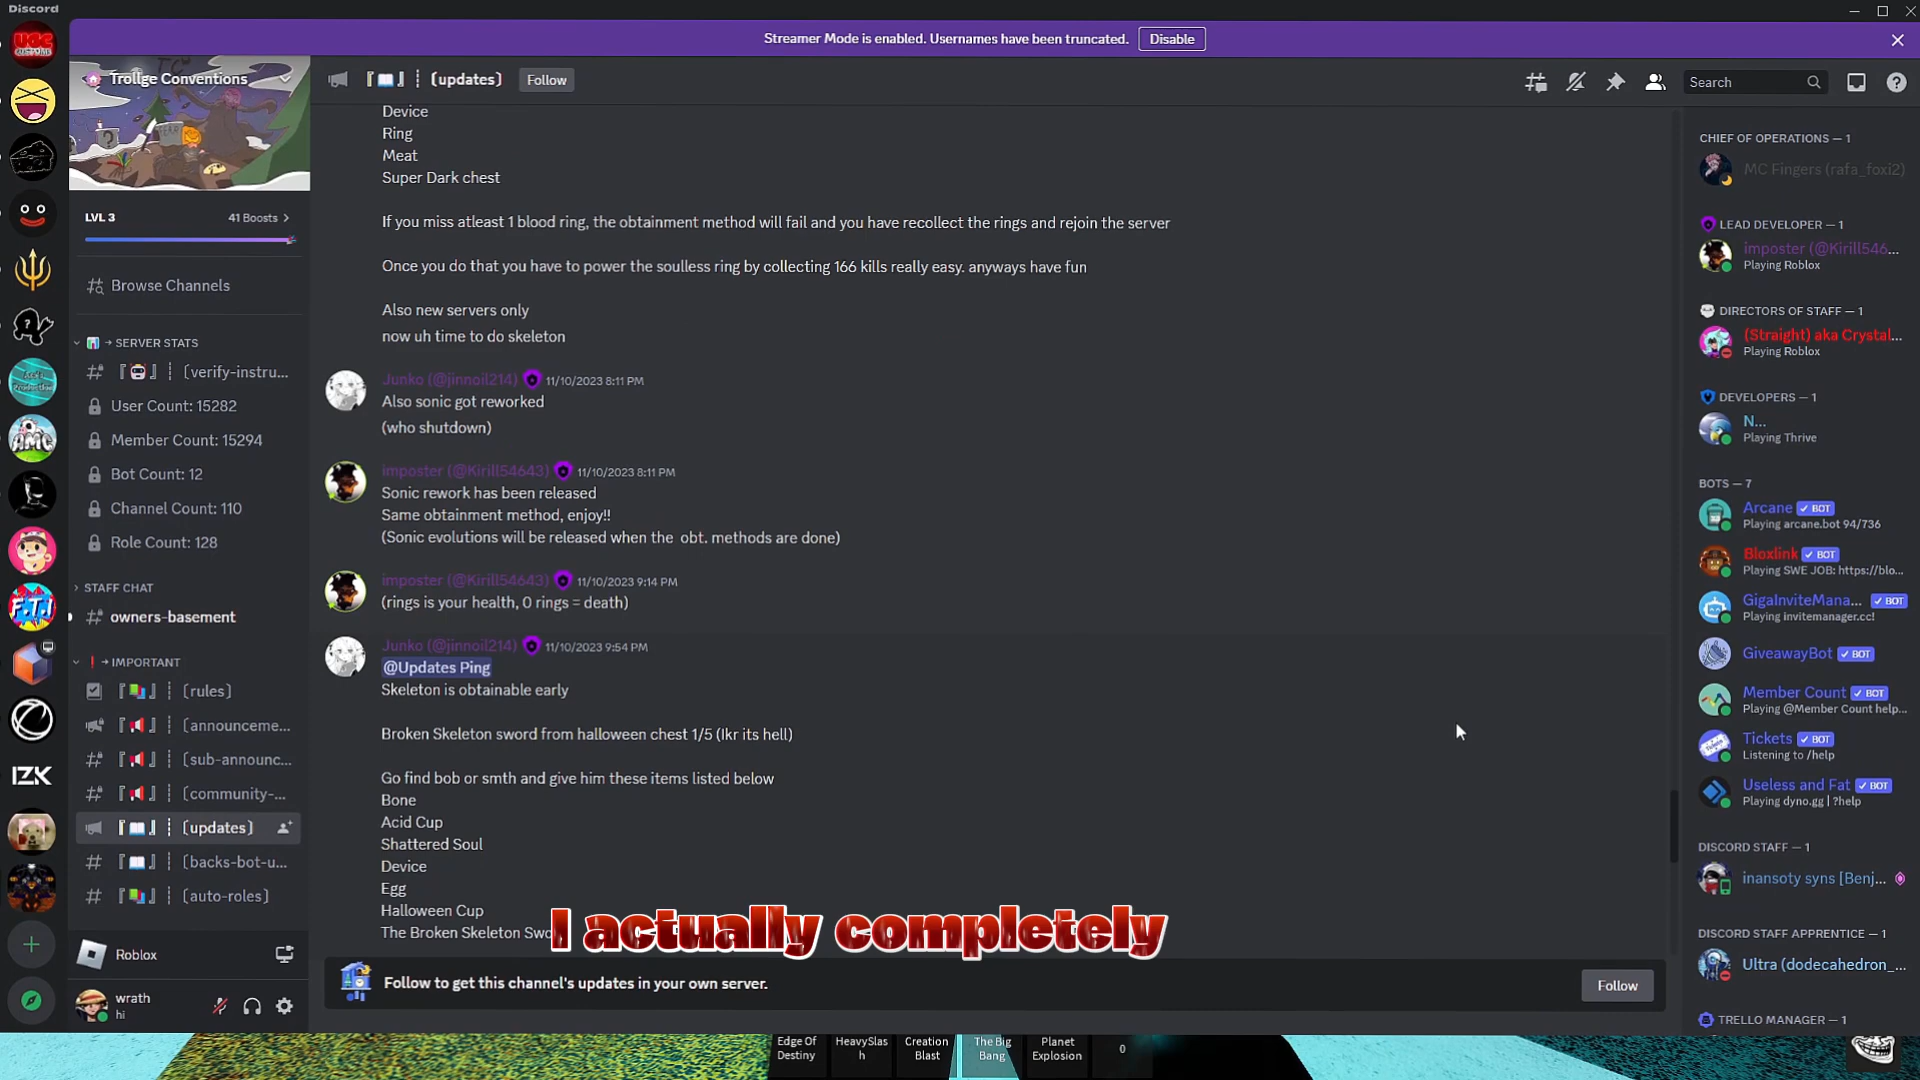 Discord
Streamer Mode is enabled. Usernames have been truncated.
Disable
Trollge Conventions
LVL 3
41 Boosts
Browse Channels
SERVER STATS
(verify-instru...
User Count: 15282
Member Count: 15294
Bot Count: 12
Channel Count: 110
Role Count: 128
STAFF CHAT
owners-basement
IMPORTANT
(rules)
(announceme...
(sub-announc...
(community-...
(updates)
(backs-bot-u...
(auto-roles)
Roblox
wrath
hi
UGC
AMC
F.T.I
IZK
(updates)
Follow
Search
Device
Ring
Meat
Super Dark chest
If you miss atleast 1 blood ring, the obtainment method will fail and you have recollect the rings and rejoin the server
Once you do that you have to power the soulless ring by collecting 166 kills really easy. anyways have fun
Also new servers only
now uh time to do skeleton
Junko (@jinnoil214) 11/10/2023 8:11 PM
Also sonic got reworked
(who shutdown)
imposter (@Kirill54643) 11/10/2023 8:11 PM
Sonic rework has been released
Same obtainment method, enjoy!!
(Sonic evolutions will be released when the obt. methods are done)
imposter (@Kirill54643) 11/10/2023 9:14 PM
(rings is your health, 0 rings = death)
Junko (@jinnoil214) 11/10/2023 9:54 PM
@Updates Ping
Skeleton is obtainable early
Broken Skeleton sword from halloween chest 1/5 (Ikr its hell)
Go find bob or smth and give him these items listed below
Bone
Acid Cup
Shattered Soul
Device
Egg
Halloween Cup
The Broken Skeleton Swo
I actually completely
Follow to get this channel's updates in your own server.
Follow
CHIEF OF OPERATIONS — 1
MC Fingers (rafa_foxi2)
LEAD DEVELOPER — 1
imposter (@Kirill546...
Playing Roblox
DIRECTORS OF STAFF — 1
(Straight) aka Crystal...
Playing Roblox
DEVELOPERS — 1
N...
Playing Thrive
BOTS — 7
Arcane ✓ BOT
Playing arcane.bot 94/736
Bloxlink ✓ BOT
Playing SWE JOB: https://blo...
GigaInviteMana... ✓ BOT
Playing invitemanager.cc!
GiveawayBot ✓ BOT
Member Count ✓ BOT
Playing @Member Count help...
Tickets ✓ BOT
Listening to /help
Useless and Fat ✓ BOT
Playing dyno.gg | ?help
DISCORD STAFF — 1
inansoty syns [Benj...
DISCORD STAFF APPRENTICE — 1
Ultra (dodecahedron_...
TRELLO MANAGER — 1
Edge Of
Destiny
HeavySlas
h
Creation
Blast
The Big
Bang
Planet
Explosion
0